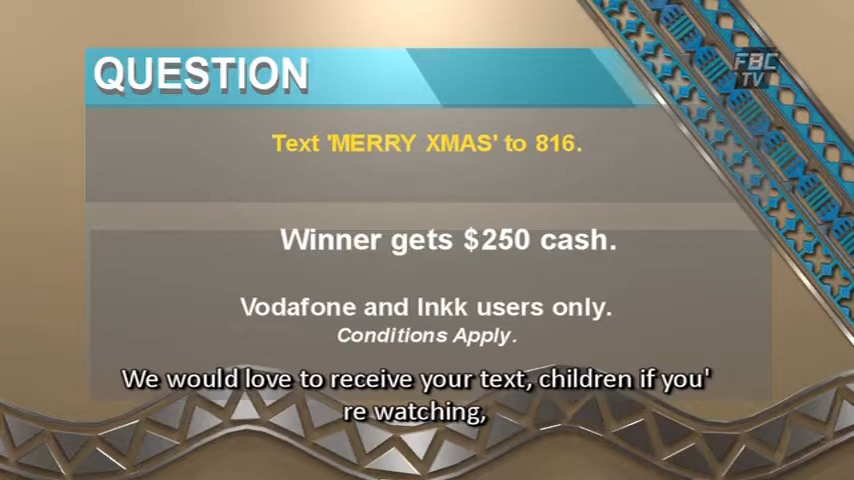 QUESTION
FBC
TV
Text 'MERRY XMAS' to 816.
Winner gets $250 cash.
Vodafone and Inkk users only.
Conditions Apply.
We would love to receive your text, children if you'
re watching,